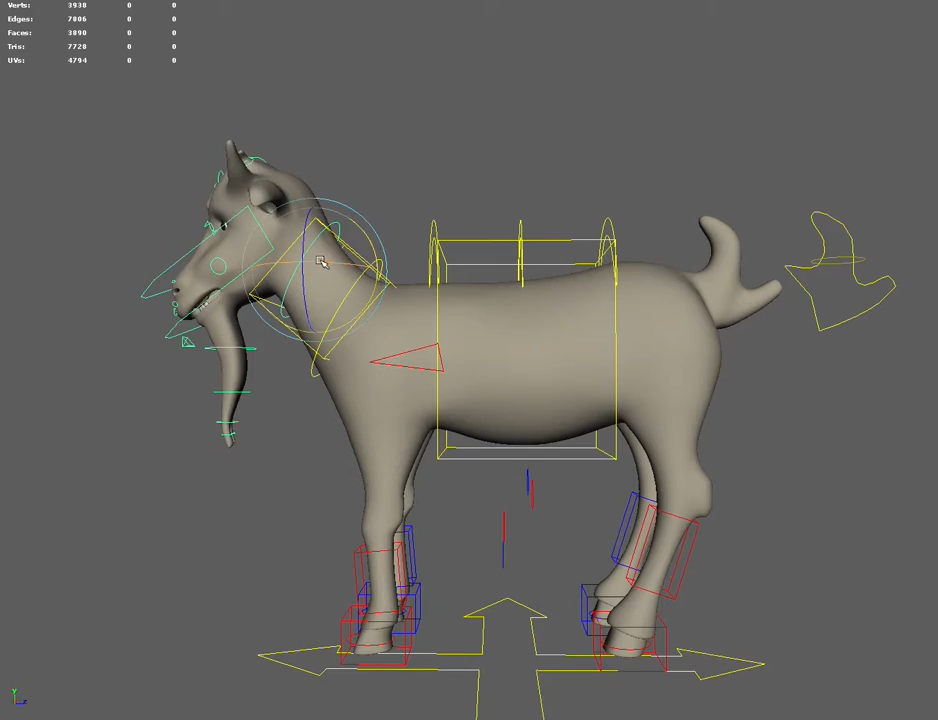 Verts: 3938 0 0
Edges: 7806 0 0
Faces: 3890 0 0
Tris: 7728 0 0
UVs: 4794 0 0
Y
Z